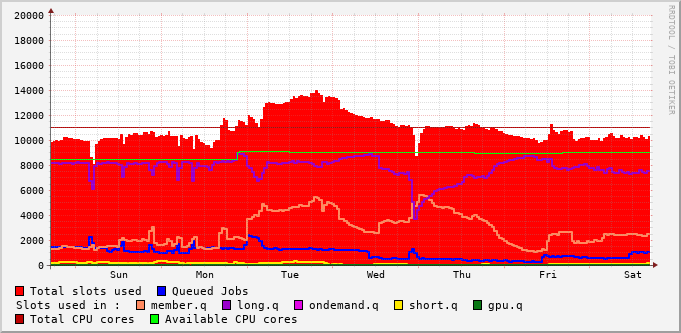 20000
18000
16000
14000
12000
10000
8000
6000
4000
2000
0
Sun Mon Tue Wed Thu Fri Sat
RRDTOOL / TOBI OETIKER
Total slots used Queued Jobs
Slots used in : member.q long.q ondemand.q short.q gpu.q
Total CPU cores Available CPU cores